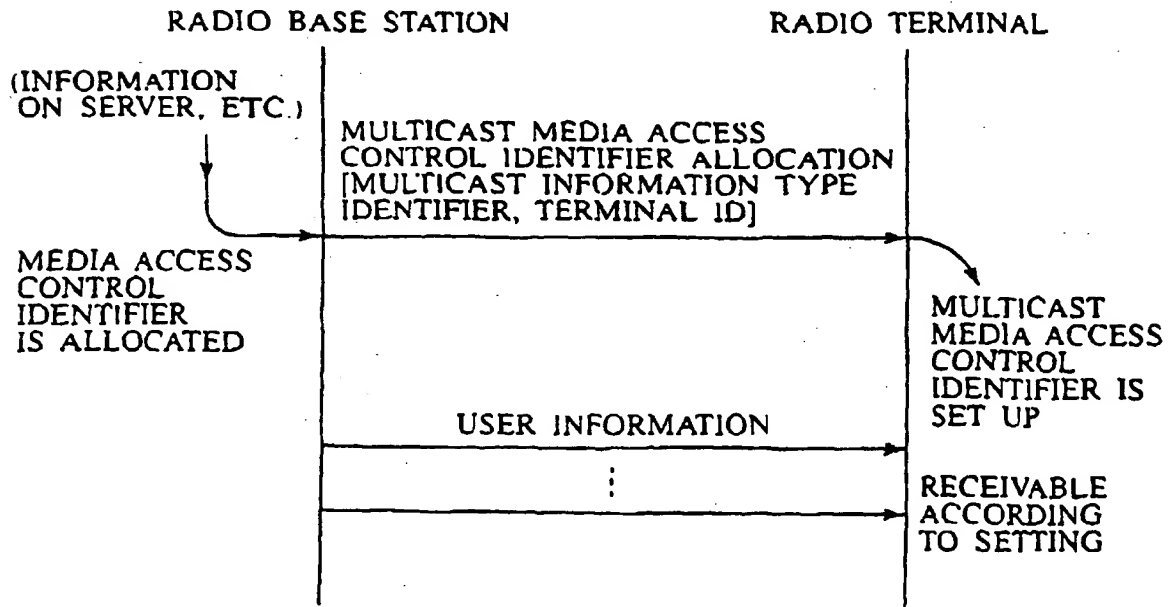 RADIO BASE STATION
RADIO TERMINAL
(INFORMATION
ON SERVER, ETC.)
MULTICAST MEDIA ACCESS
CONTROL IDENTIFIER ALLOCATION
[MULTICAST INFORMATION TYPE
IDENTIFIER, TERMINAL ID]
MEDIA ACCESS
CONTROL
IDENTIFIER
IS ALLOCATED
MULTICAST
MEDIA ACCESS
CONTROL
IDENTIFIER IS
SET UP
USER INFORMATION
RECEIVABLE
ACCORDING
TO SETTING